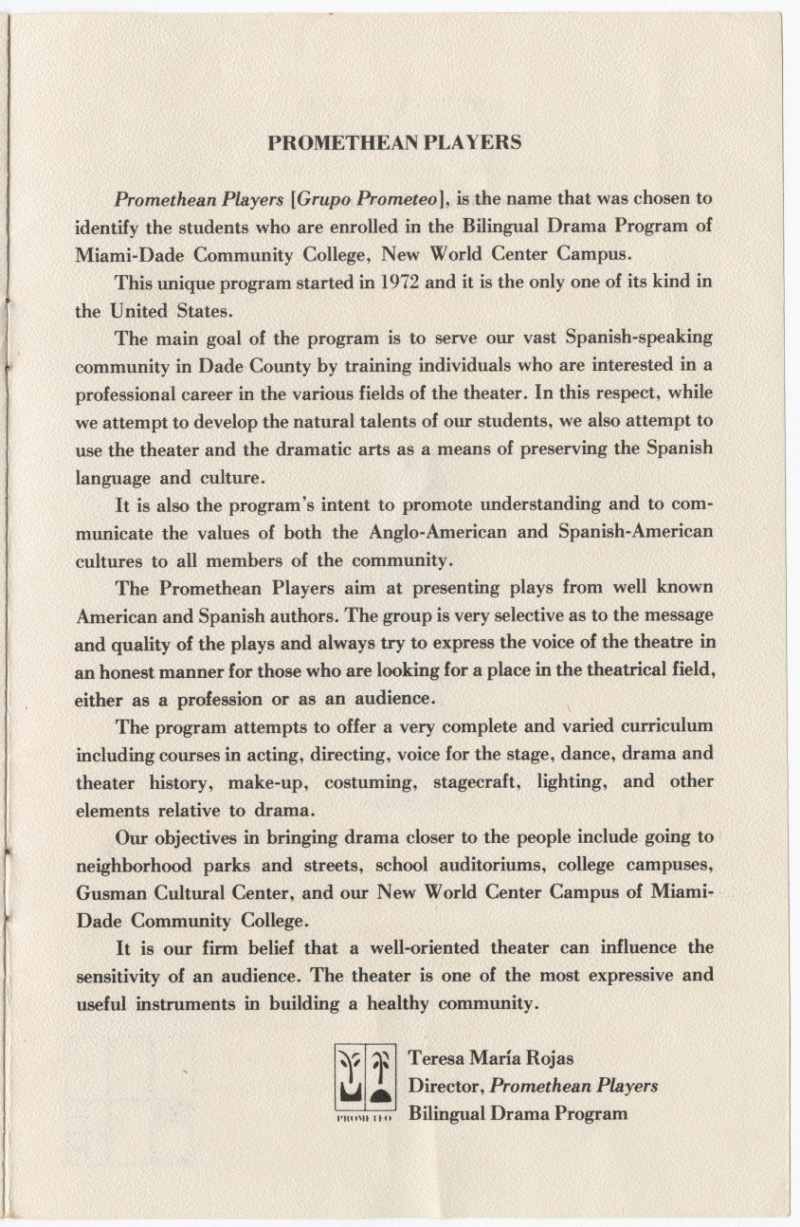 PROMETHEAN PLAYERS
Promethean Players [Grupo Prometeo], is the name that was chosen to
identify the students who are enrolled in the Bilingual Drama Program of
Miami-Dade Community College, New World Center Campus.
This unique program started in 1972 and it is the only one of its kind in
the United States.
The main goal of the program is to serve our vast Spanish-speaking
community in Dade County by training individuals who are interested in a
professional career in the various fields of the theater. In this respect, while
we attempt to develop the natural talents of our students, we also attempt to
use the theater and the dramatic arts as a means of preserving the Spanish
language and culture.
It is also the program's intent to promote understanding and to com-
municate the values of both the Anglo-American and Spanish-American
cultures to all members of the community.
The Promethean Players aim at presenting plays from well known
American and Spanish authors. The group is very selective as to the message
and quality of the plays and always try to express the voice of the theatre in
an honest manner for those who are looking for a place in the theatrical field,
either as a profession or as an audience.
The program attempts to offer a very complete and varied curriculum
including courses in acting, directing, voice for the stage, dance, drama and
theater history, make-up, costuming, stagecraft, lighting, and other
elements relative to drama.
Our objectives in bringing drama closer to the people include going to
neighborhood parks and streets, school auditoriums, college campuses,
Gusman Cultural Center, and our New World Center Campus of Miami-
Dade Community College.
It is our firm belief that a well-oriented theater can influence the
sensitivity of an audience. The theater is one of the most expressive and
useful instruments in building a healthy community.
Teresa María Rojas
Director, Promethean Players
Bilingual Drama Program
PROMETEO